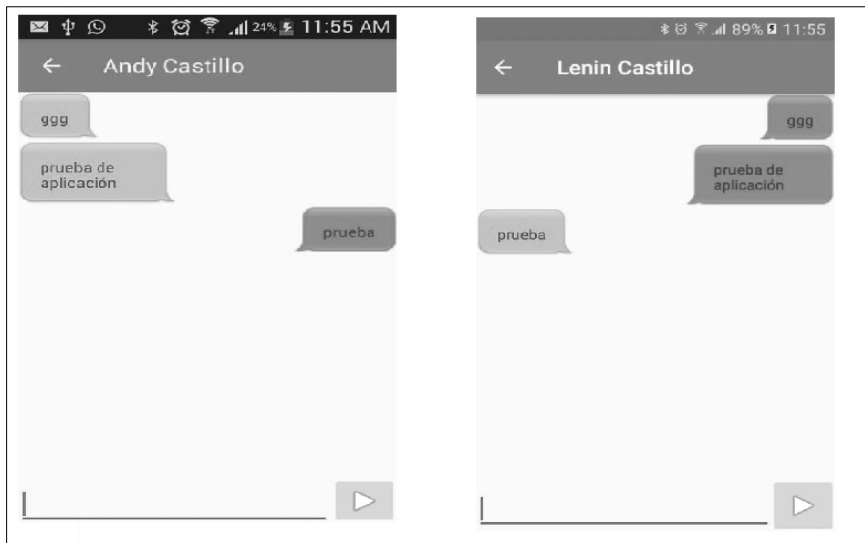 24% 11:55 AM
Andy Castillo
ggg
prueba de
aplicación
prueba
89% 11:55
Lenin Castillo
ggg
prueba de
aplicación
prueba